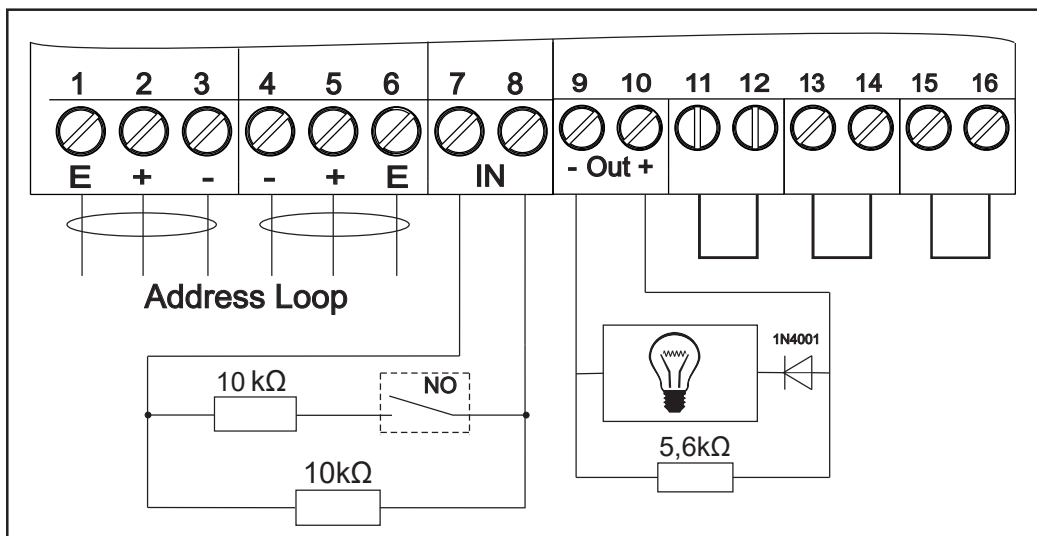 1 2 3 4 5 6 7 8 9 10 11 12 13 14 15 16
E + - - + E IN - Out +
Address Loop
1N4001
10 kΩ NO
5,6kΩ
10kΩ